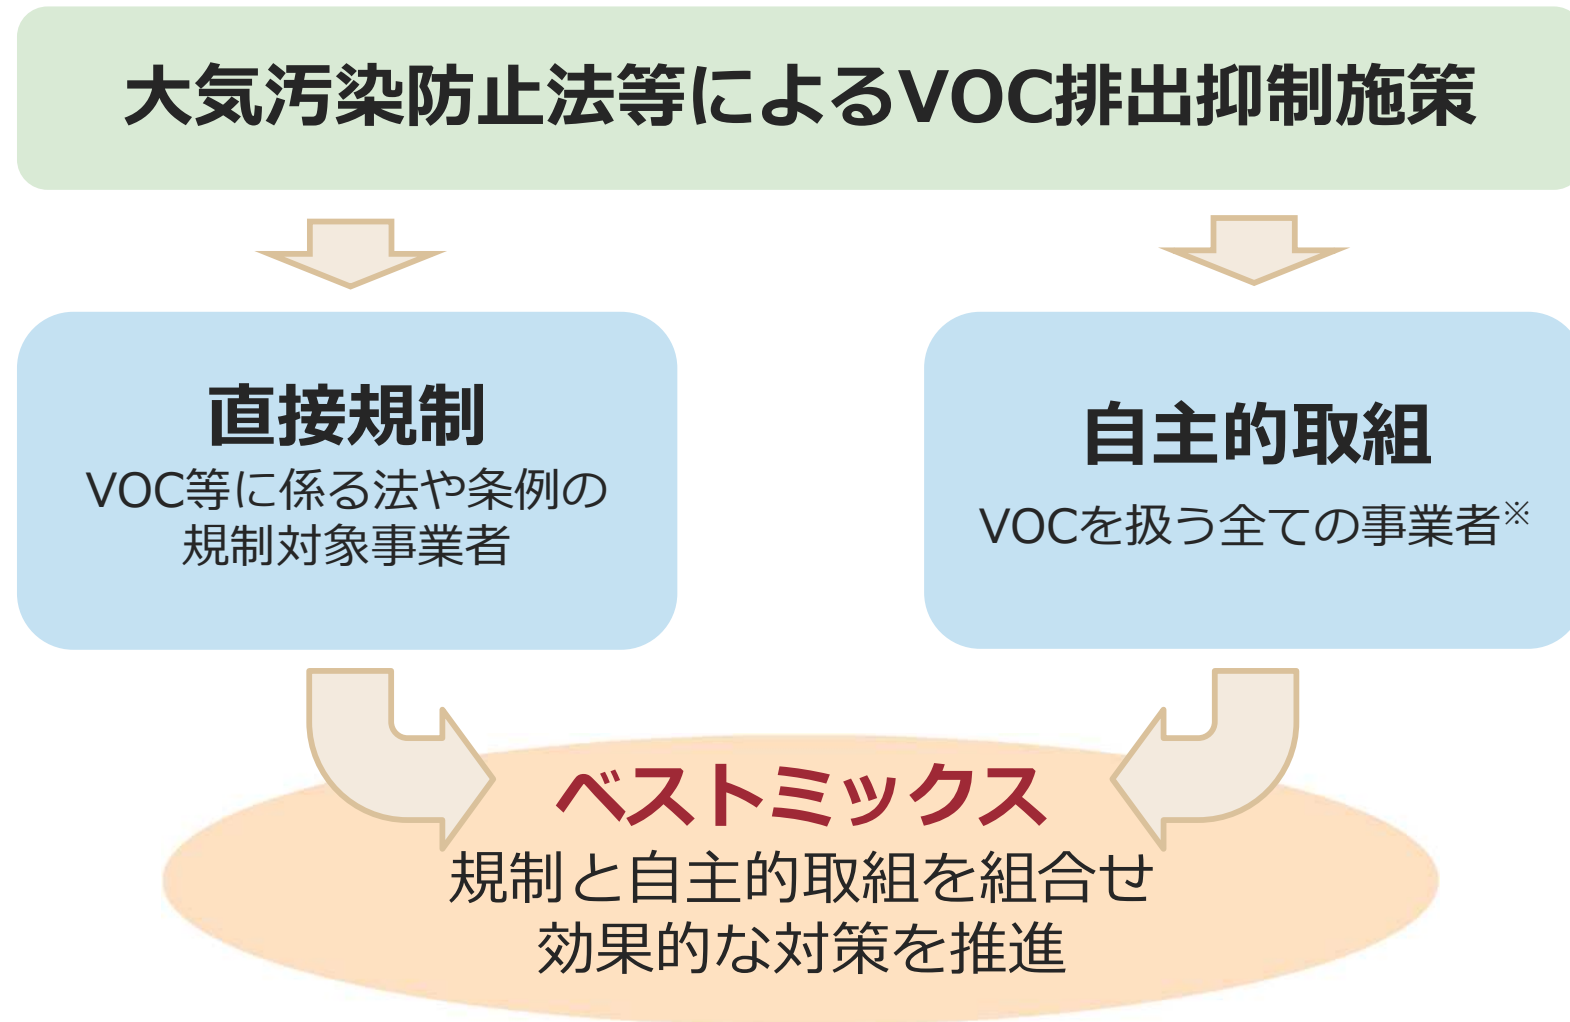 大気汚染防止法等によるVOC排出抑制施策
直接規制
VOC等に係る法や条例の
規制対象事業者
自主的取組
VOCを扱う全ての事業者※
ベストミックス
規制と自主的取組を組合せ
効果的な対策を推進